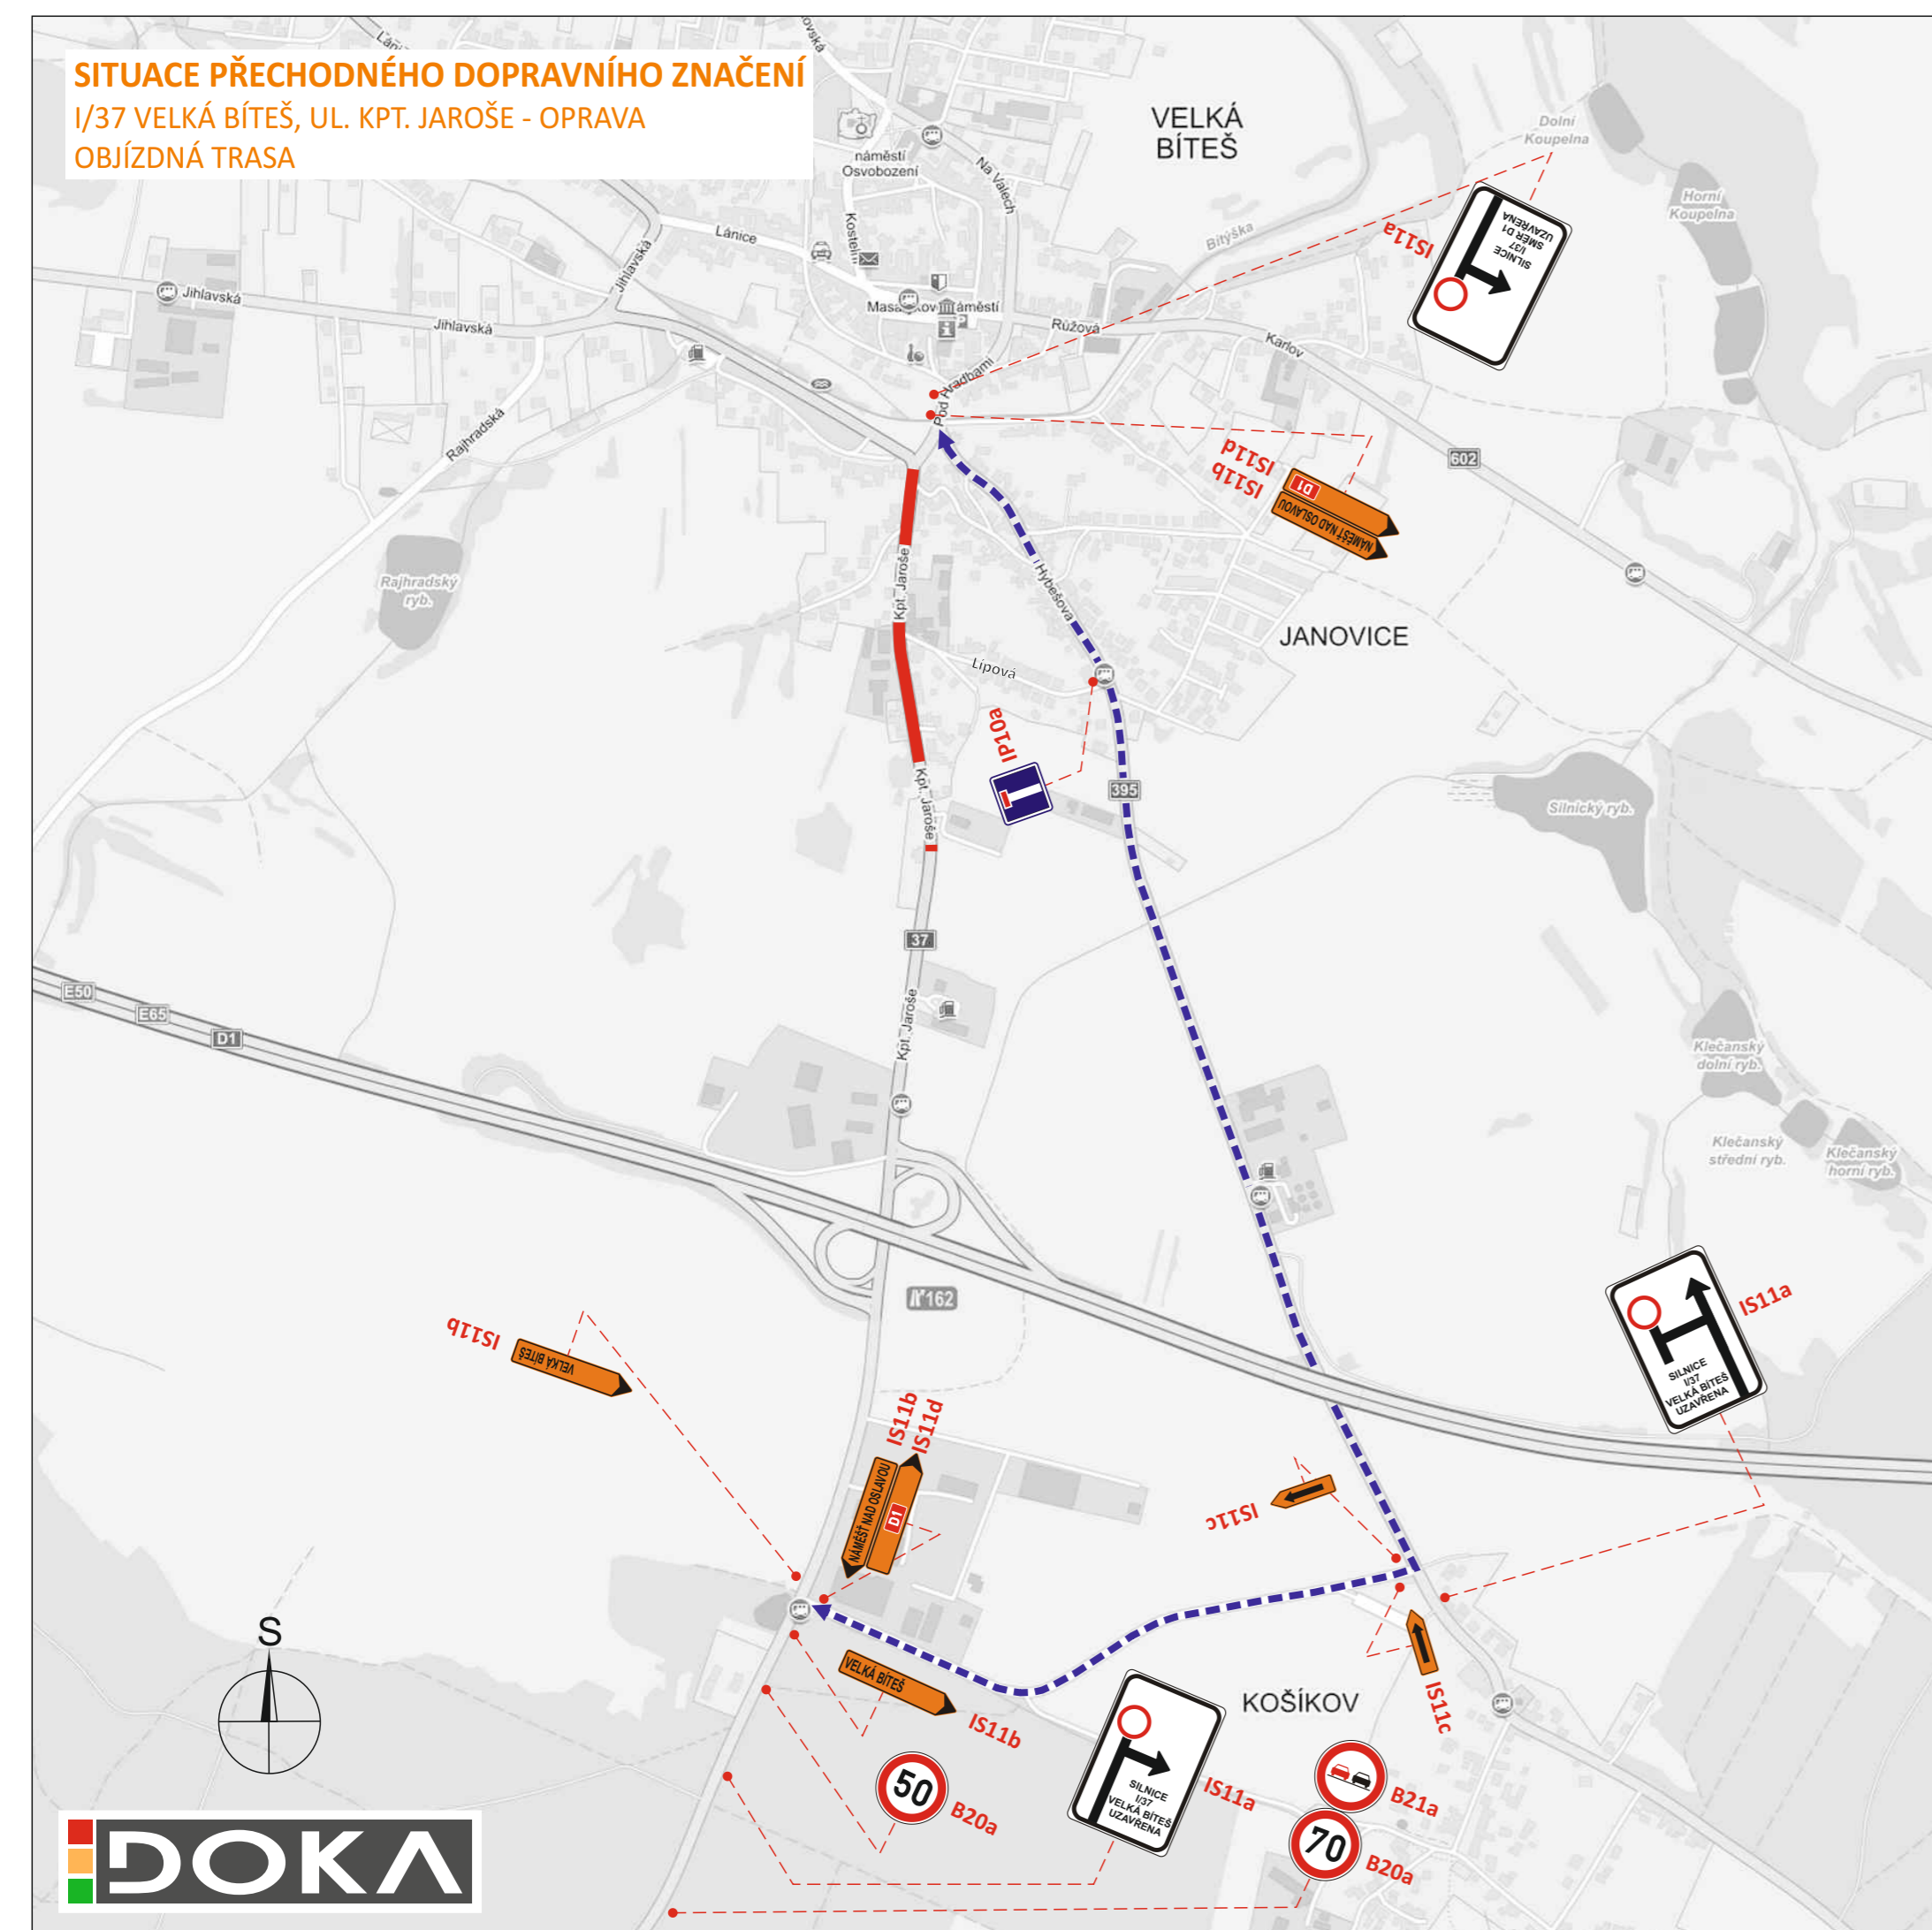 SITUACE PŘECHODNÉHO DOPRAVNÍHO ZNAČENÍ
I/37 VELKÁ BÍTEŠ, UL. KPT. JAROŠE - OPRAVA
OBJÍZDNÁ TRASA
VELKÁ
BÍTEŠ
Dolní
Koupelna
Horní
Koupelna
náměstí
Osvobození
Na Valech
Kostelní
Lánice
Jihlavská
Jihlavská
Jihlavská
Bítýška
IS11a
SILNICE
I/37
SMĚR D1
UZAVŘENA
Růžová
Karlov
Pod Hradbami
Rajhradská
602
IS11d
IS11b
D1
NÁMĚŠŤ NAD OSLAVOU
Rajhradský
ryb.
Kpt. Jaroše
Hybešova
JANOVICE
Lípová
IP10a
Kpt. Jaroše
395
Silnický ryb.
37
E50
E65
D1
Kpt. Jaroše
Klečanský
dolní ryb.
Klečanský
střední ryb.
Klečanský
horní ryb.
162
IS11b
VELKÁ BÍTEŠ
IS11a
SILNICE
I/37
VELKÁ BÍTEŠ
UZAVŘENA
IS11b
IS11d
NÁMĚŠŤ NAD OSLAVOU
D1
IS11c
S
VELKÁ BÍTEŠ
IS11b
KOŠÍKOV
IS11c
50
B20a
SILNICE
I/37
VELKÁ BÍTEŠ
UZAVŘENA
IS11a
B21a
70
B20a
DOKA